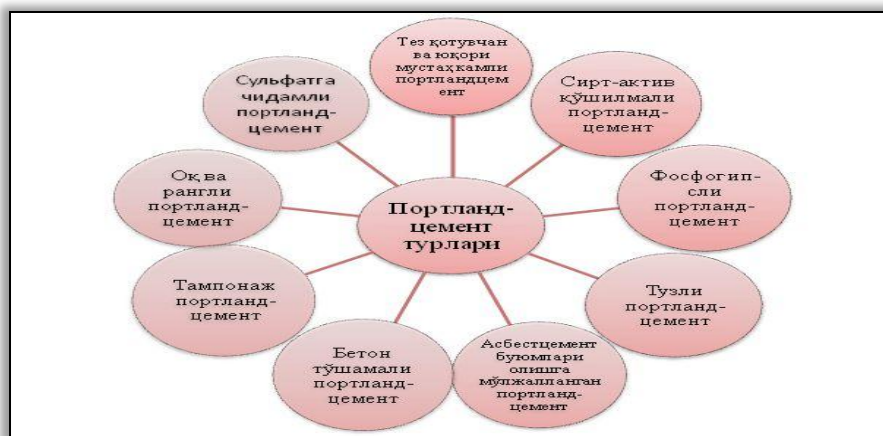 Портланд-
цемент
турлари
Тез қотувчан
ва юқори
мустаҳкамли
портландцем
ент
Сирт-актив
қўшилмали
портланд-
цемент
Фосфогип-
сли
портланд-
цемент
Тузли
портланд-
цемент
Асбестцемент
буюмлари
олишга
мўлжалланган
портланд-
цемент
Бетон
тўшамали
портланд-
цемент
Тампонаж
портланд-
цемент
Оқ ва
рангли
портланд-
цемент
Сульфатга
чидамли
портланд-
цемент